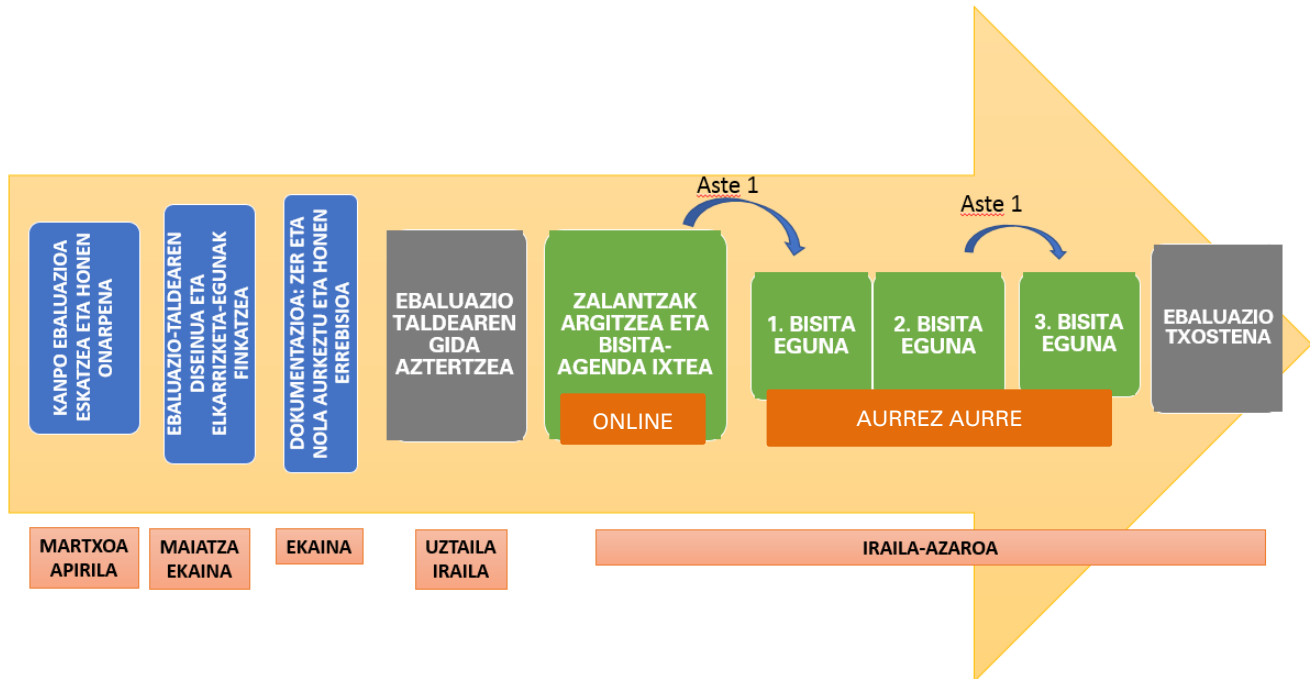 KANPO EBALUAZIOA
ESKATZEA ETA HONEN
ONARPENA
EBALUAZIO-TALDEAREN
DISEINUA ETA
ELKARRIZKETA-EGUNAK
FINKATZEA
DOKUMENTAZIOA: ZER ETA
NOLA AURKEZTU ETA HONEN
ERREBISIOA
EBALUAZIO
TALDEAREN
GIDA
AZTERTZEA
ZALANTZAK
ARGITZEA ETA
BISITA-
AGENDA IXTEA
ONLINE
Aste 1
1. BISITA
EGUNA
2. BISITA
EGUNA
Aste 1
3. BISITA
EGUNA
AURREZ AURRE
EBALUAZIO
TXOSTENA
MARTXOA
APIRILA
MAIATZA
EKAINA
EKAINA
UZTAILA
IRAILA
IRAILA-AZAROA